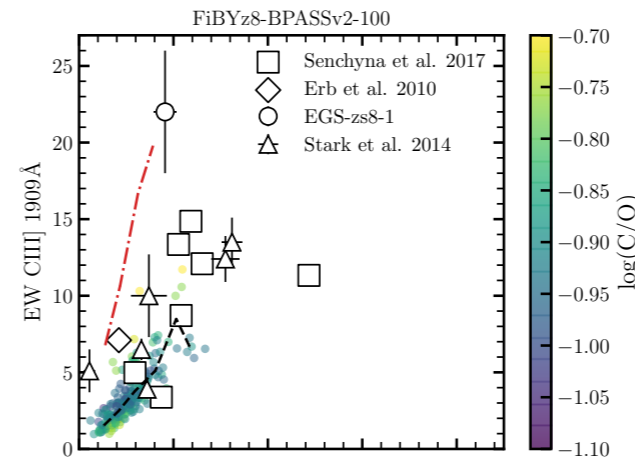 FiBYz8-BPASSv2-100
Senchyna et al. 2017
Erb et al. 2010
EGS-zs8-1
Stark et al. 2014
EW CIII] 1909Å
25
20
15
10
5
0
−0.70
−0.75
−0.80
−0.85
−0.90
−0.95
−1.00
−1.05
−1.10
log(C/O)